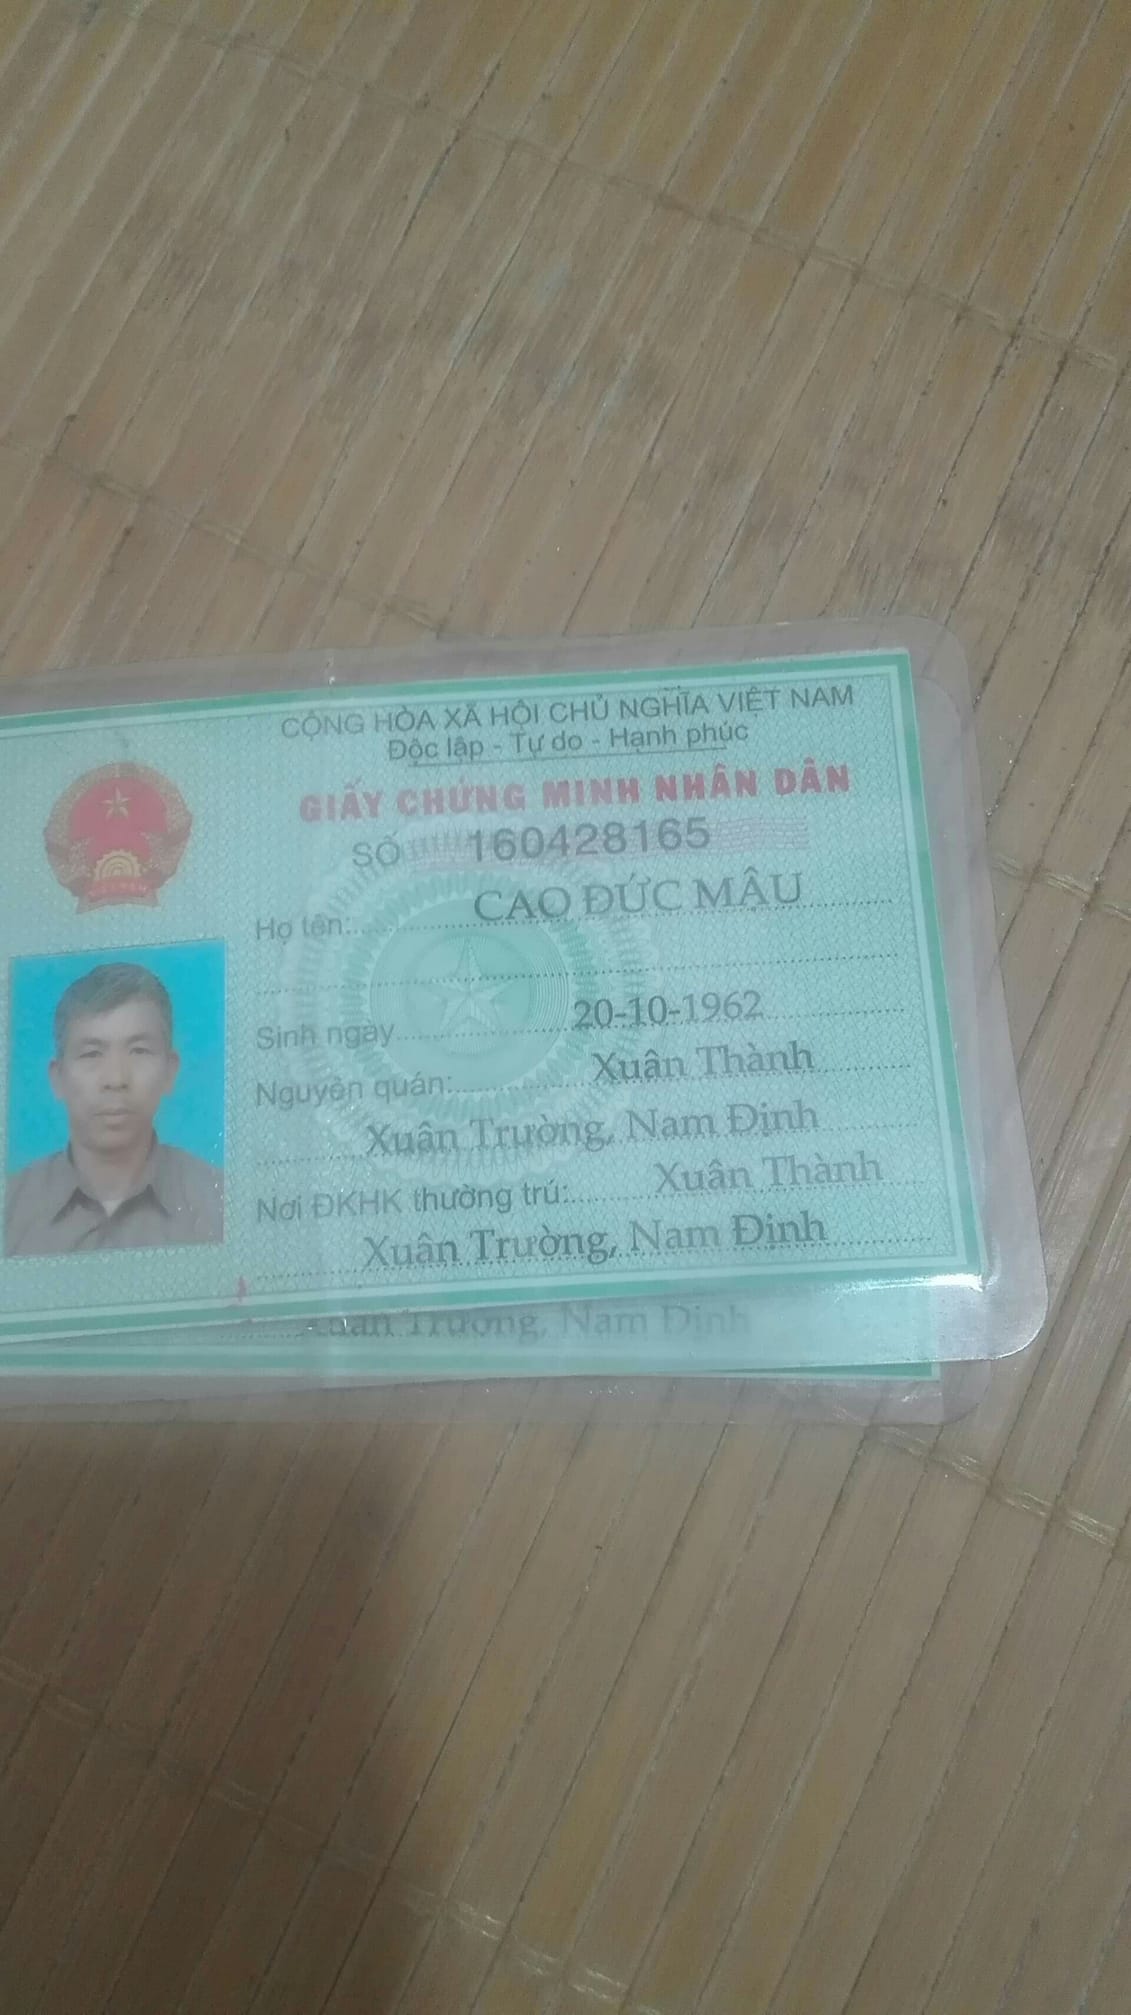 CỘNG HÒA XÃ HỘI CHỦ NGHĨA VIỆT NAM
Độc lập - Tự do - Hạnh phúc
GIẤY CHỨNG MINH NHÂN DÂN
SỐ 160428165
Họ tên: CAO ĐỨC MẬU
Sinh ngày 20-10-1962
Nguyên quán: Xuân Thành
Xuân Trường, Nam Định
Nơi ĐKHK thường trú: Xuân Thành
Xuân Trường, Nam Định
Xuân Trường, Nam Định